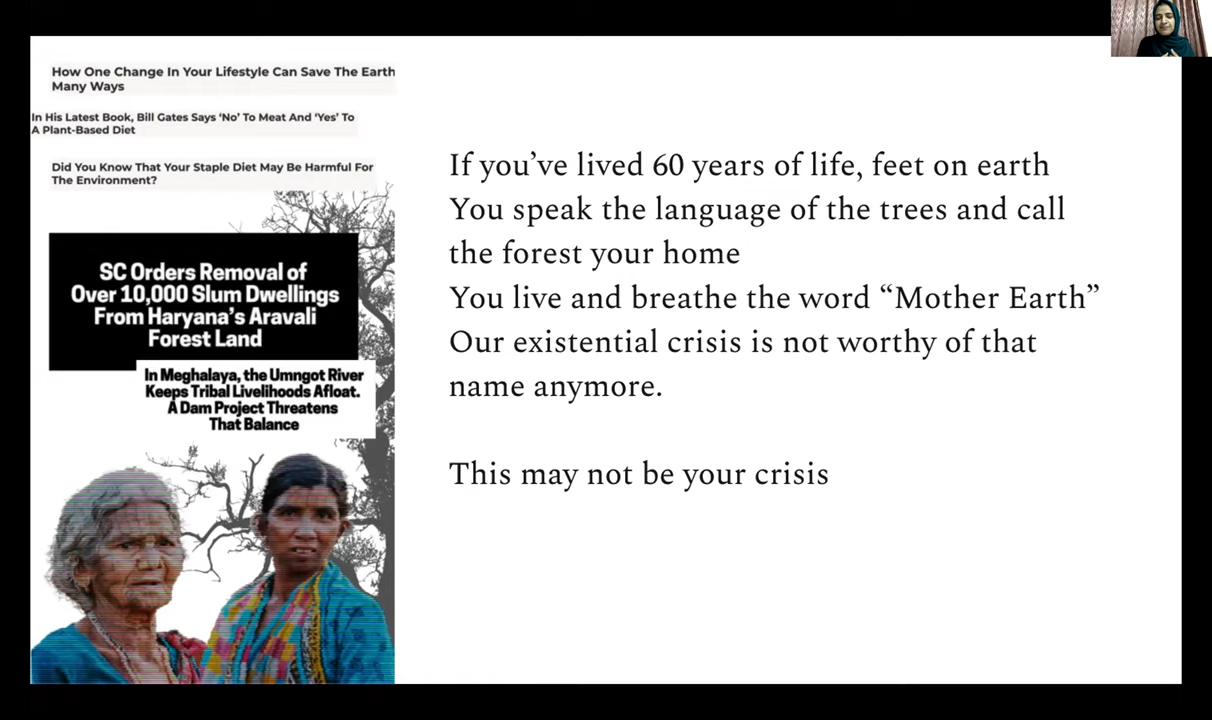 How One Change In Your Lifestyle Can Save The Earth
Many Ways
In His Latest Book, Bill Gates Says ‘No’ To Meat And ‘Yes’ To
A Plant-Based Diet
Did You Know That Your Staple Diet May Be Harmful For
The Environment?
SC Orders Removal of
Over 10,000 Slum Dwellings
From Haryana’s Aravali
Forest Land
In Meghalaya, the Umngot River
Keeps Tribal Livelihoods Afloat.
A Dam Project Threatens
That Balance
If you’ve lived 60 years of life, feet on earth
You speak the language of the trees and call
the forest your home
You live and breathe the word “Mother Earth”
Our existential crisis is not worthy of that
name anymore.
This may not be your crisis